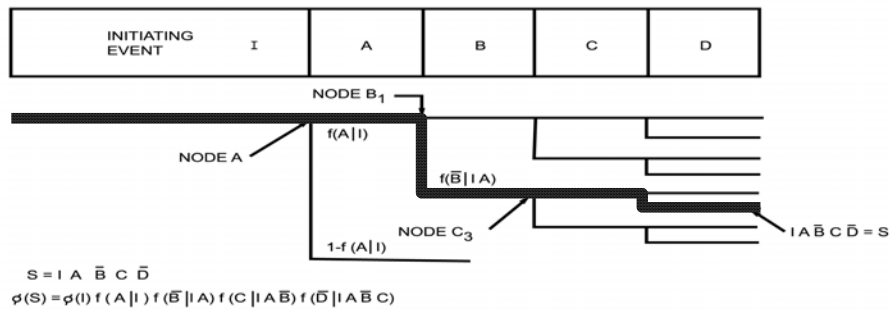 INITIATING
EVENT I A B C D
NODE B₁
f(A|I)
NODE A
f(B̅|I A)
NODE C₃
I A B̅ C D̅ = S
1-f (A|I)
S = I A B̅ C D̅
ϕ(S) = ϕ(I) f ( A | I ) f (B̅ | I A) f (C | I A B̅) f (D̅ | I A B̅ C)